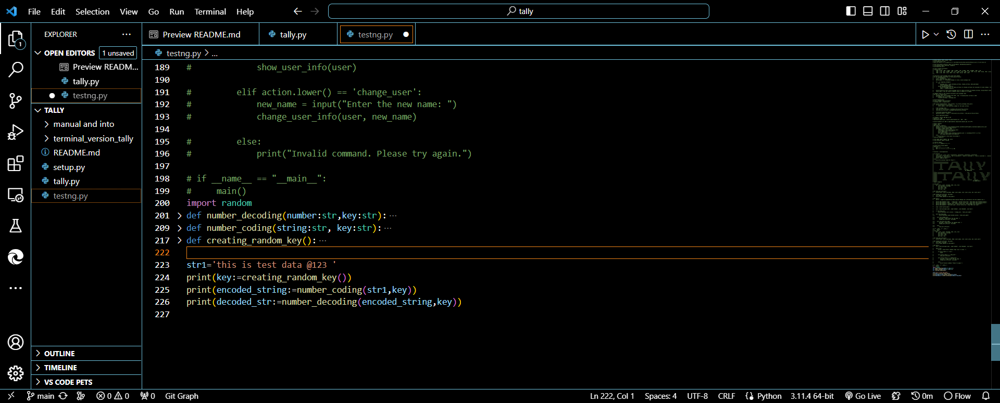 File Edit Selection View Go Run Terminal Help
tally
EXPLORER
OPEN EDITORS 1 unsaved
Preview READM...
tally.py
testng.py
TALLY
manual and into
terminal_version_tally
README.md
setup.py
tally.py
testng.py
OUTLINE
TIMELINE
VS CODE PETS
Preview README.md tally.py testng.py
testng.py > ...
189 # show_user_info(user)
190
191 # elif action.lower() == 'change_user':
192 # new_name = input("Enter the new name: ")
193 # change_user_info(user, new_name)
194
195 # else:
196 # print("Invalid command. Please try again.")
197
198 # if __name__ == "__main__":
199 # main()
200 import random
201 def number_decoding(number:str,key:str): ...
209 def number_coding(string:str, key:str): ...
217 def creating_random_key(): ...
222
223 str1='this is test data @123 '
224 print(key:=creating_random_key())
225 print(encoded_string:=number_coding(str1,key))
226 print(decoded_str:=number_decoding(encoded_string,key))
227
TALLY
TALLY
main 0 0 0 Git Graph Ln 222, Col 1 Spaces: 4 UTF-8 CRLF Python 3.11.4 64-bit Go Live 0m Flow
1